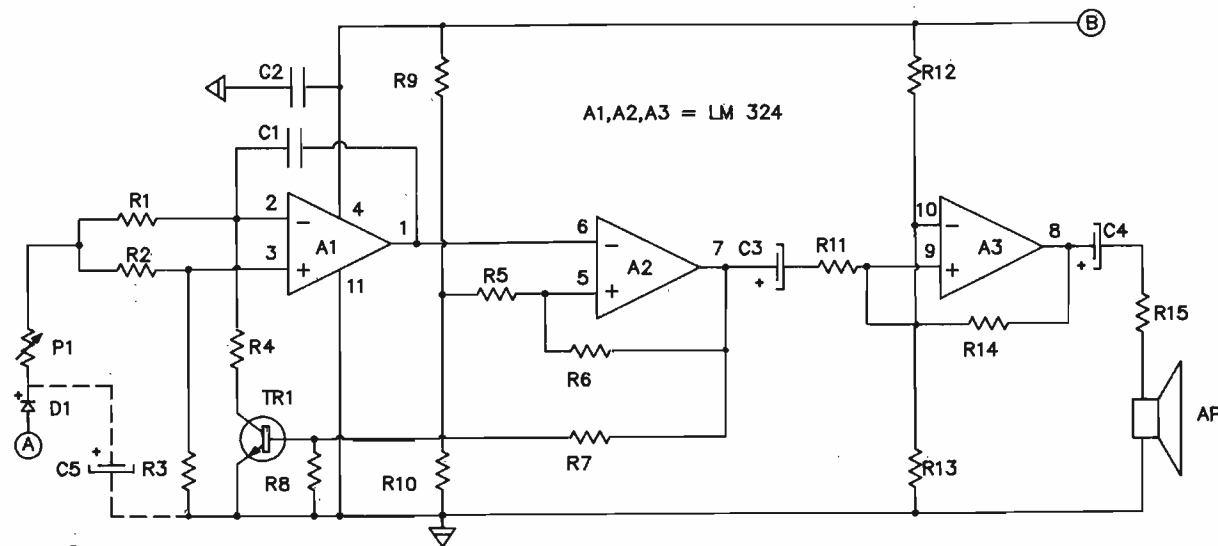 B
C2
R9
R12
A1,A2,A3 = LM 324
C1
R1
2
4
10
8
C4
1
6
A1
3
R2
9
A3
7
C3
R11
A2
11
R5
5
R15
P1
R4
R14
R6
D1
TR1
AP
A
C5
R3
R8
R10
R7
R13